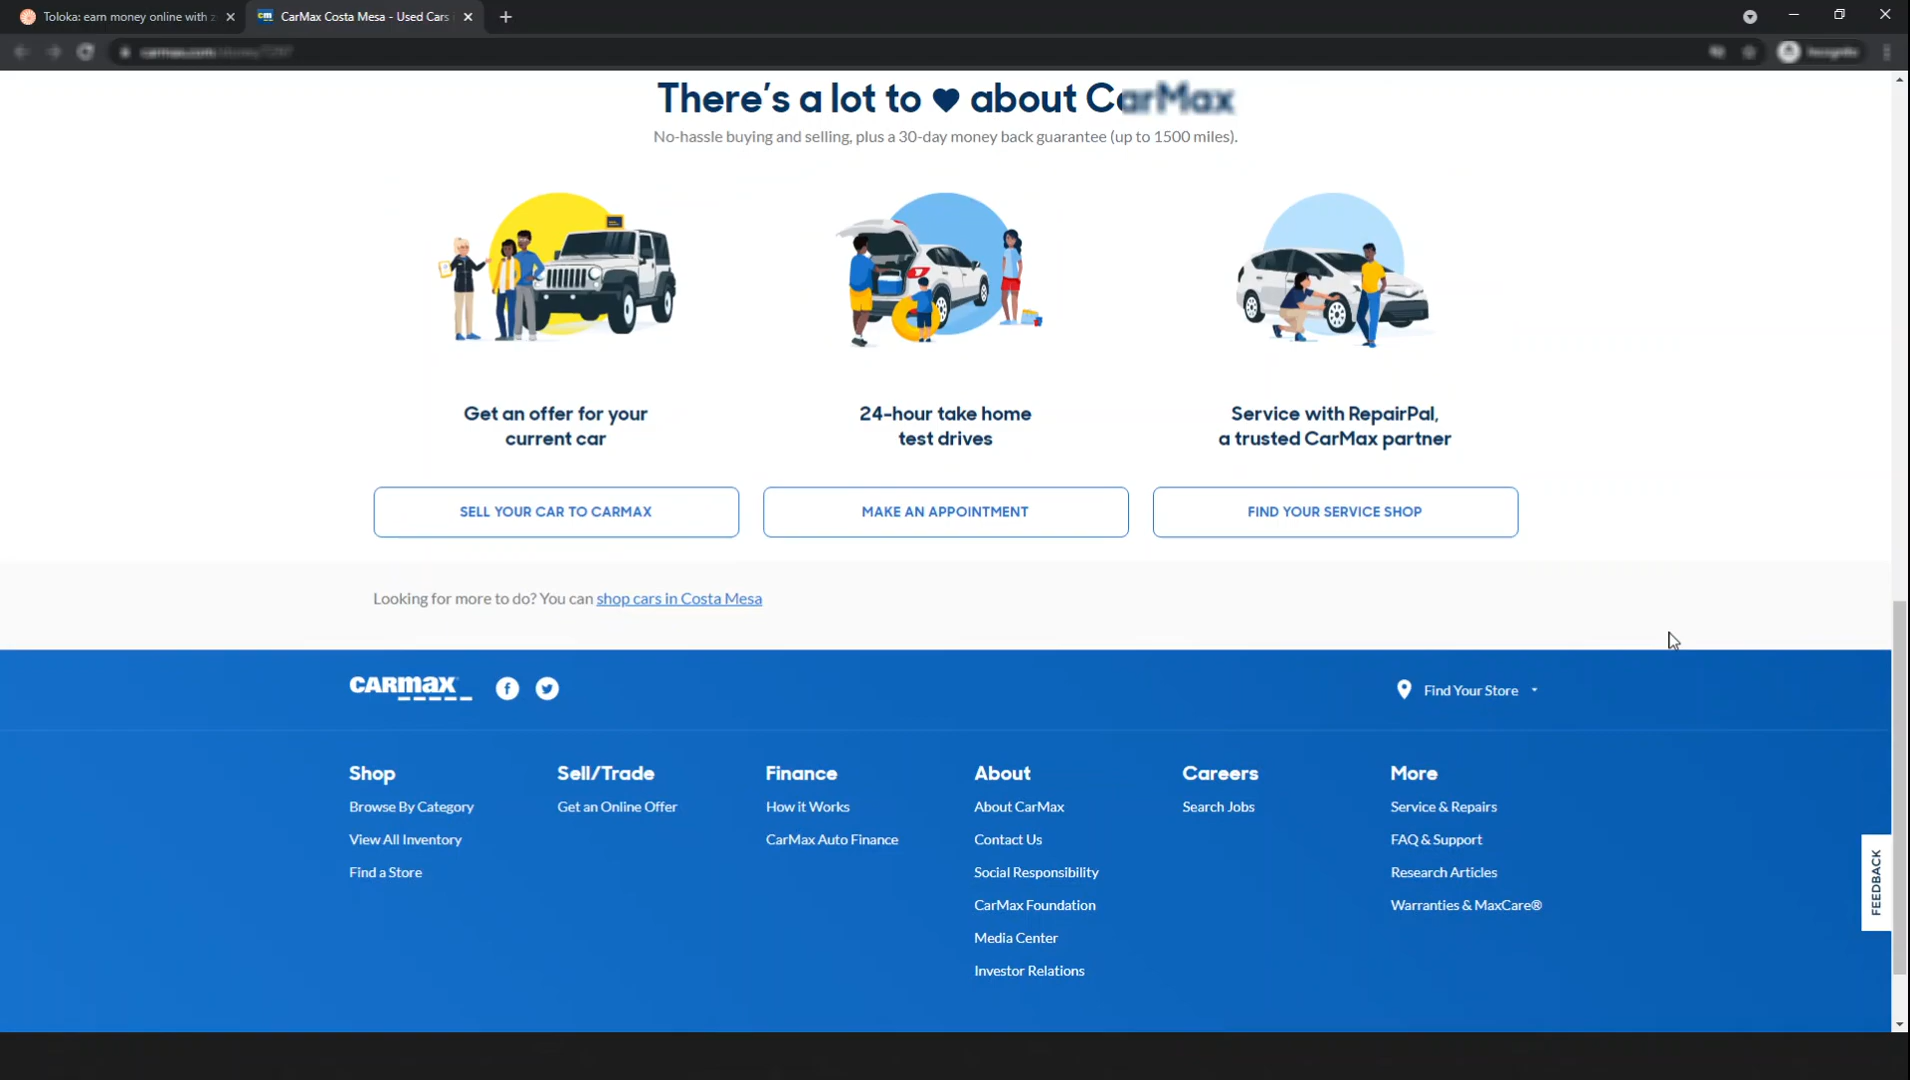 Toloka: earn money online with
CarMax Costa Mesa - Used Cars
There's a lot to ♥ about CarMax
No-hassle buying and selling, plus a 30-day money back guarantee (up to 1500 miles).
Get an offer for your
current car
24-hour take home
test drives
Service with RepairPal,
a trusted CarMax partner
SELL YOUR CAR TO CARMAX
MAKE AN APPOINTMENT
FIND YOUR SERVICE SHOP
Looking for more to do? You can shop cars in Costa Mesa
CARMAX
Find Your Store
Shop
Sell/Trade
Finance
About
Careers
More
Browse By Category
Get an Online Offer
How it Works
About CarMax
Search Jobs
Service & Repairs
View All Inventory
CarMax Auto Finance
Contact Us
FAQ & Support
Find a Store
Social Responsibility
Research Articles
CarMax Foundation
Warranties & MaxCare®
Media Center
Investor Relations
FEEDBACK